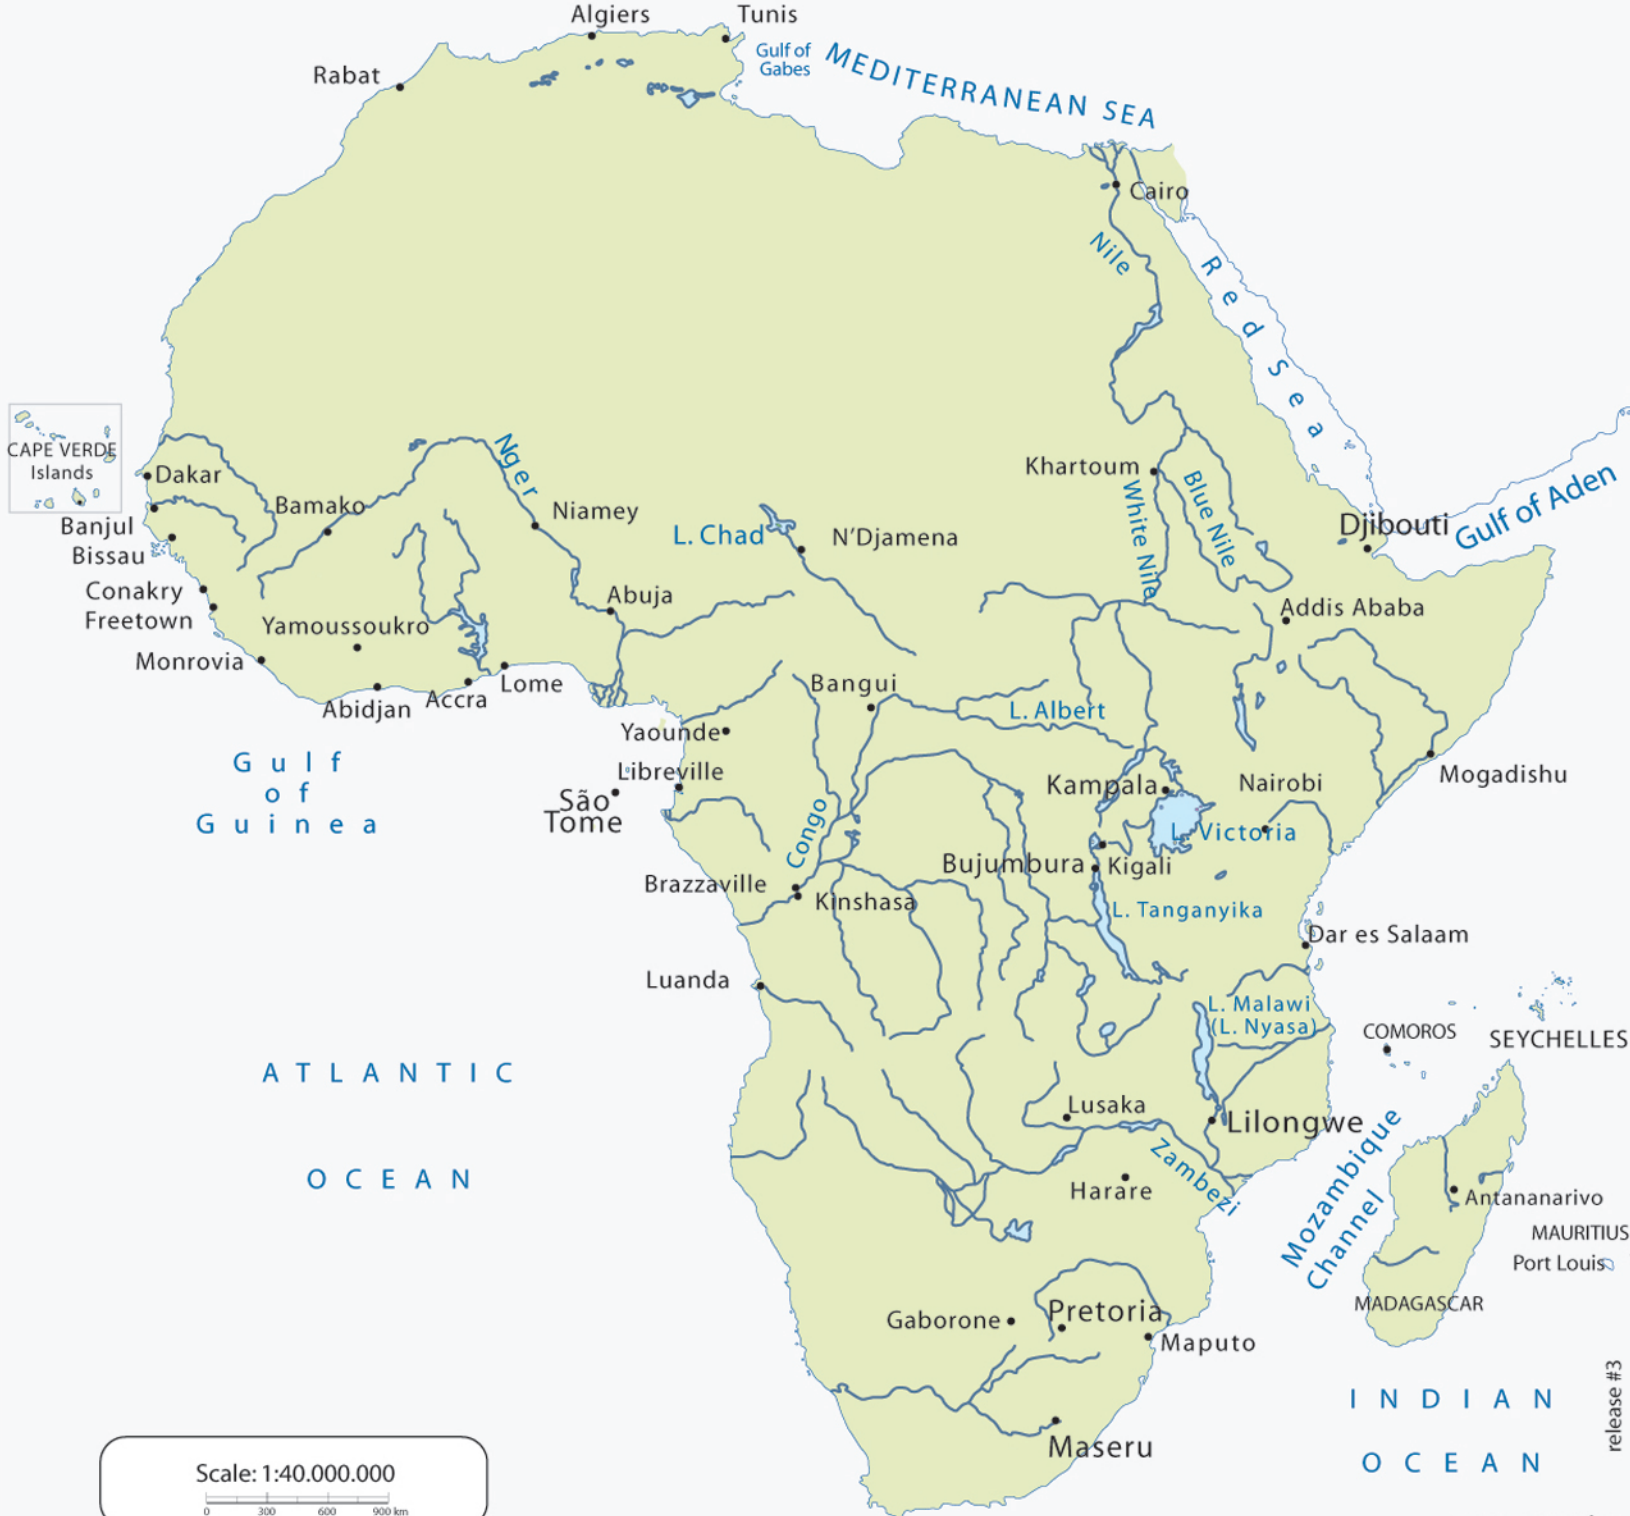 Algiers
Tunis
Gulf of
Gabes
MEDITERRANEAN SEA
Rabat
Cairo
Nile
Red Sea
CAPE VERDE
Islands
Dakar
Banjul
Bissau
Bamako
Nger
Niamey
L. Chad
N'Djamena
Khartoum
White Nile
Blue Nile
Djibouti
Gulf of Aden
Conakry
Freetown
Yamoussoukro
Monrovia
Abidjan
Accra
Lome
Abuja
Addis Ababa
Bangui
L. Albert
Yaounde
Libreville
São
Tome
Gulf
of
Guinea
Kampala
Nairobi
Mogadishu
L. Victoria
Congo
Bujumbura
Kigali
Brazzaville
Kinshasa
L. Tanganyika
Dar es Salaam
Luanda
L. Malawi
(L. Nyasa)
COMOROS
SEYCHELLES
ATLANTIC
OCEAN
Lusaka
Lilongwe
Zambezi
Harare
Mozambique
Channel
Antananarivo
MAURITIUS
Port Louis
MADAGASCAR
Gaborone
Pretoria
Maputo
Maseru
INDIAN
OCEAN
release #3
Scale: 1:40.000.000
0 300 600 900 km